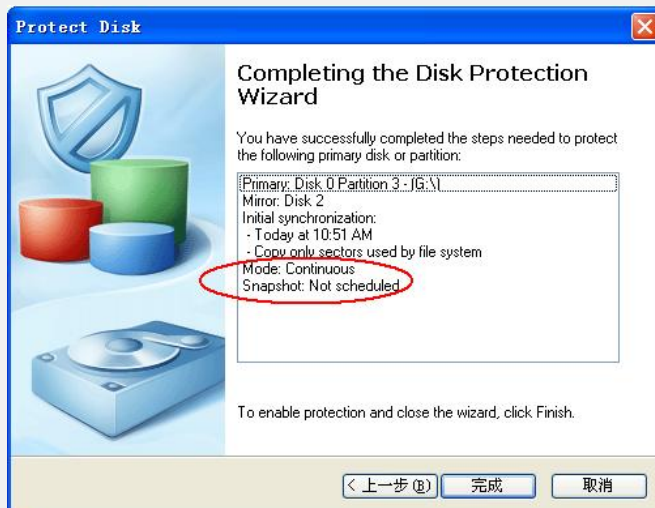 Protect Disk
Completing the Disk Protection
Wizard
You have successfully completed the steps needed to protect
the following primary disk or partition:
Primary: Disk 0 Partition 3 - [G:\]
Mirror: Disk 2
Initial synchronization:
- Today at 10:51 AM
- Copy only sectors used by file system
Mode: Continuous
Snapshot: Not scheduled
To enable protection and close the wizard, click Finish.
< 上一步(B)
完成
取消